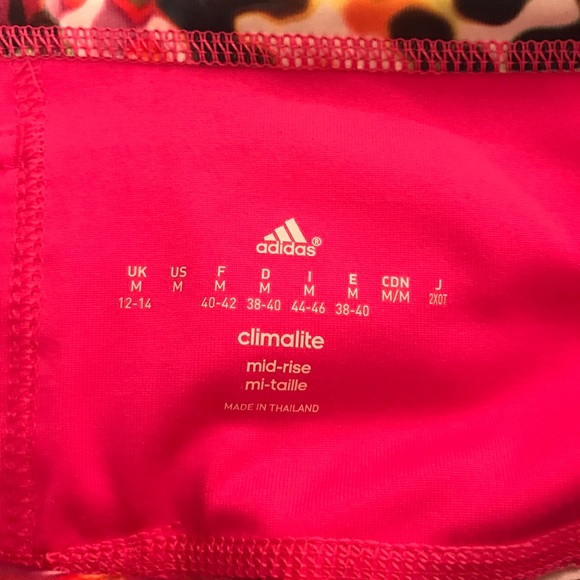 adidas®
UK US F D I E CDN J
M M M M M M M/M 2XOT
12-14 40-42 38-40 44-46 38-40
climalite
mid-rise
mi-taille
MADE IN THAILAND